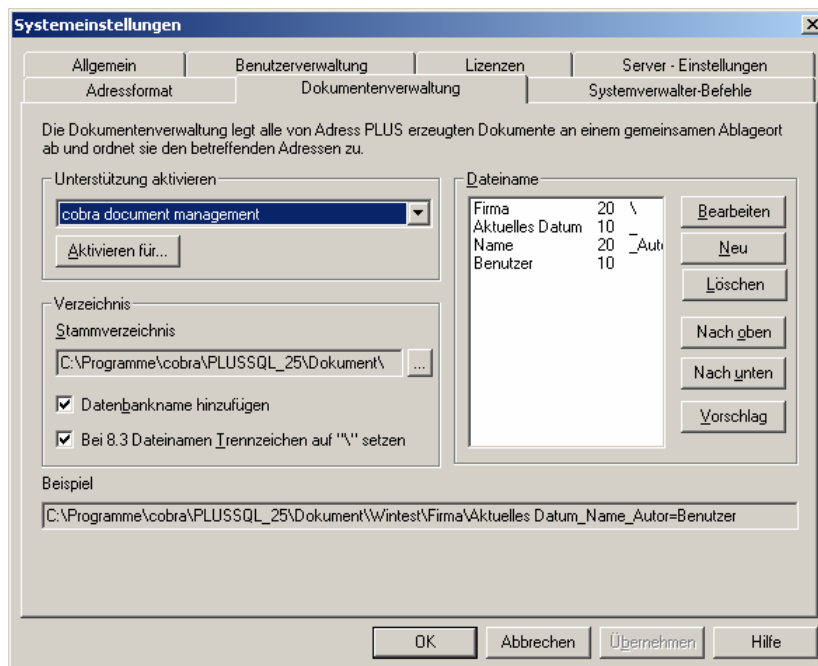 Systemeinstellungen
Allgemein
Benutzerverwaltung
Lizenzen
Server - Einstellungen
Adressformat
Dokumentenverwaltung
Systemverwalter-Befehle
Die Dokumentenverwaltung legt alle von Adress PLUS erzeugten Dokumente an einem gemeinsamen Ablageort
ab und ordnet sie den betreffenden Adressen zu.
Unterstützung aktivieren
cobra document management
Aktivieren für...
Verzeichnis
Stammverzeichnis
C:\Programme\cobra\PLUSSQL_25\Dokument\
...
Datenbankname hinzufügen
Bei 8.3 Dateinamen Trennzeichen auf "\" setzen
Dateiname
Firma 20 \
Aktuelles Datum 10 _
Name 20 _Auto
Benutzer 10
Bearbeiten
Neu
Löschen
Nach oben
Nach unten
Vorschlag
Beispiel
C:\Programme\cobra\PLUSSQL_25\Dokument\Wintest\Firma\Aktuelles Datum_Name_Autor=Benutzer
OK
Abbrechen
Übernehmen
Hilfe